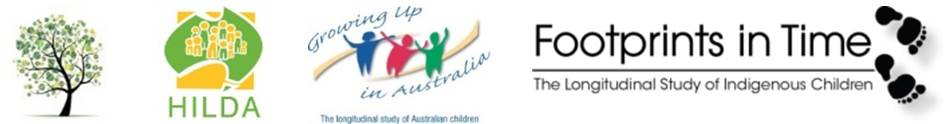 HILDA
Growing Up
in Australia
The longitudinal study of Australian children
Footprints in Time
The Longitudinal Study of Indigenous Children